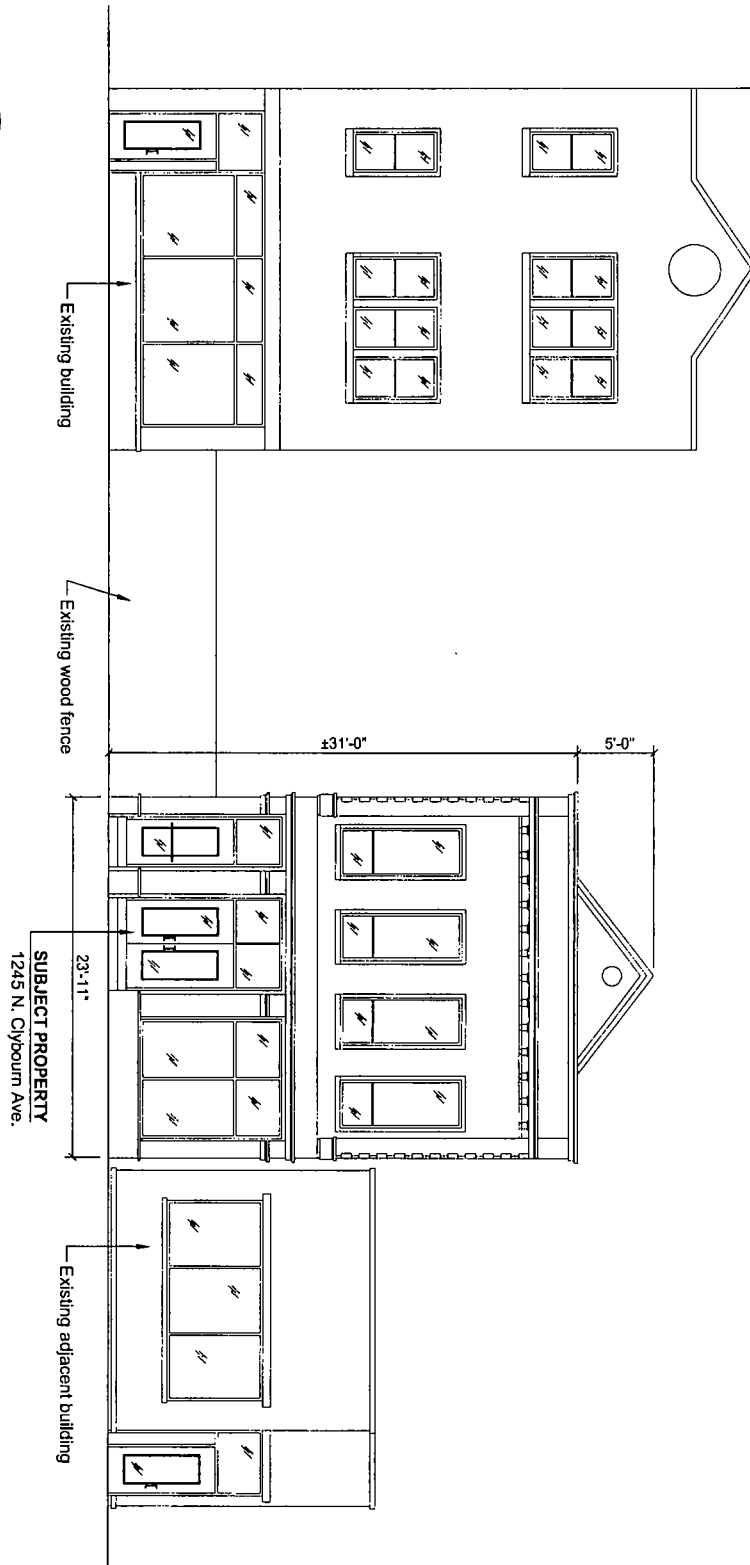 Existing building
Existing wood fence
±31'-0"
5'-0"
23'-11"
SUBJECT PROPERTY
1245 N. Clybourn Ave.
Existing adjacent building